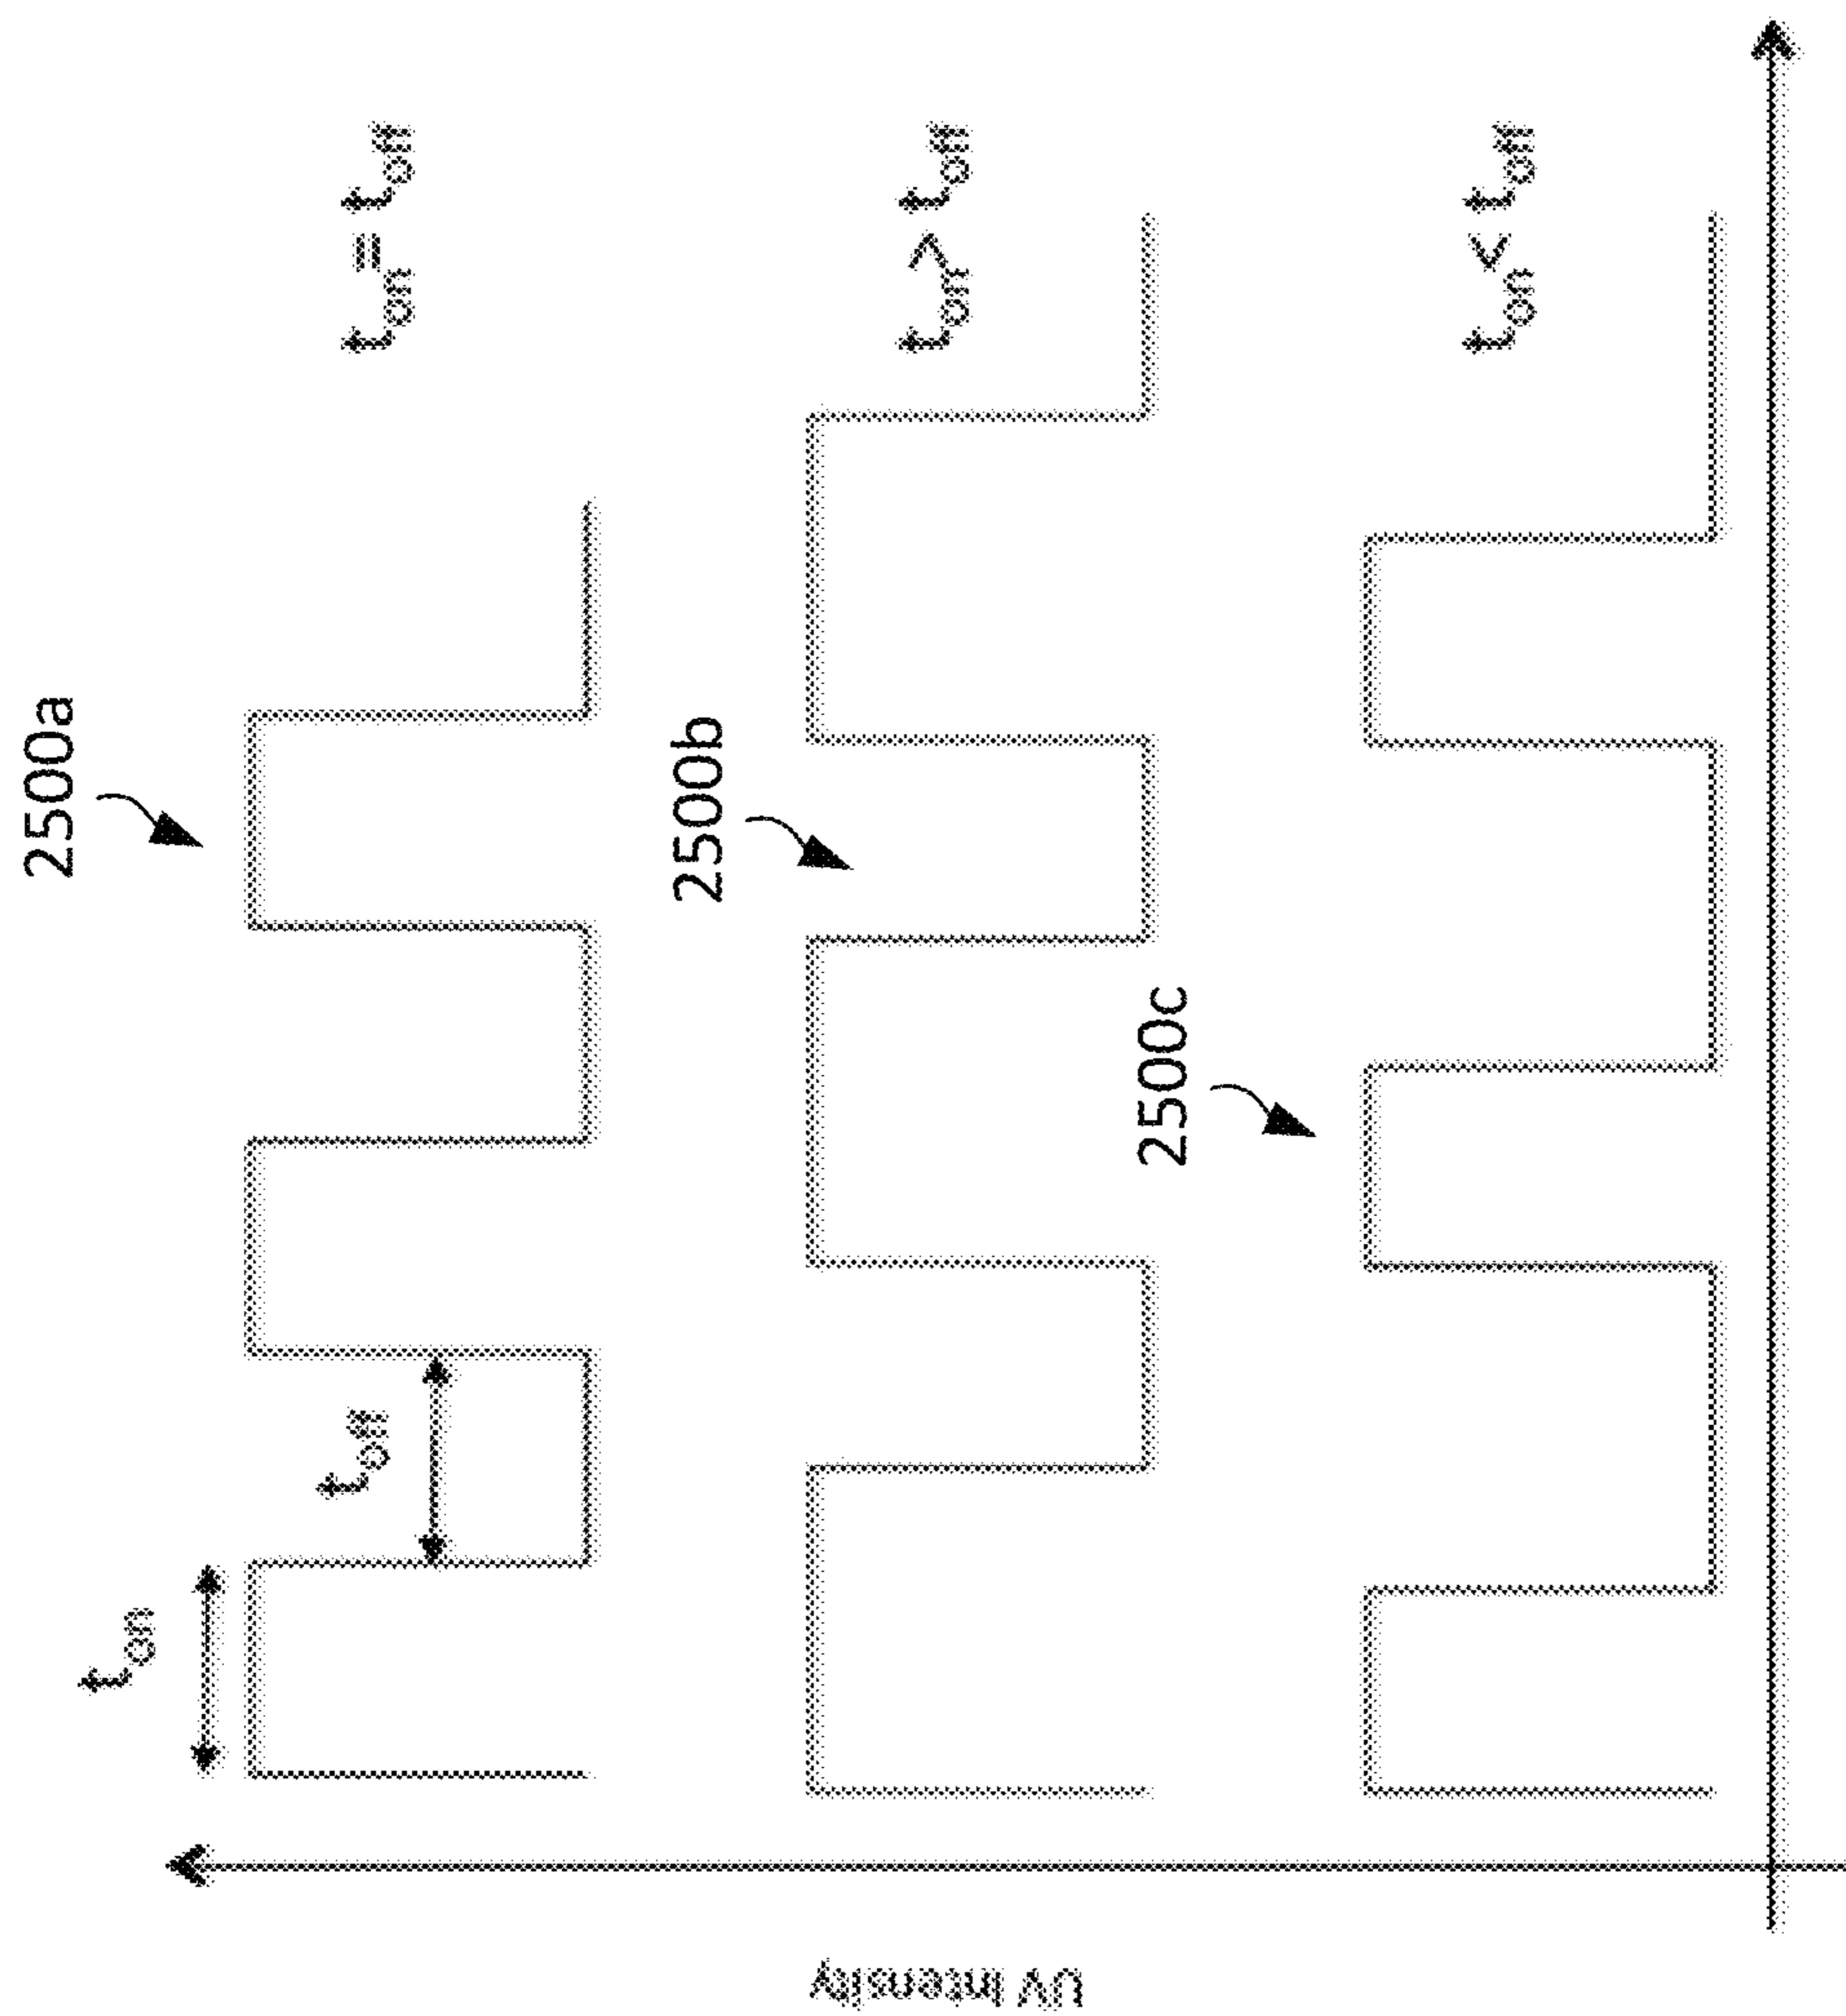 2500a
t_on
t_off
t_on = t_off
2500b
t_on > t_off
2500c
t_on < t_off
UV Intensity